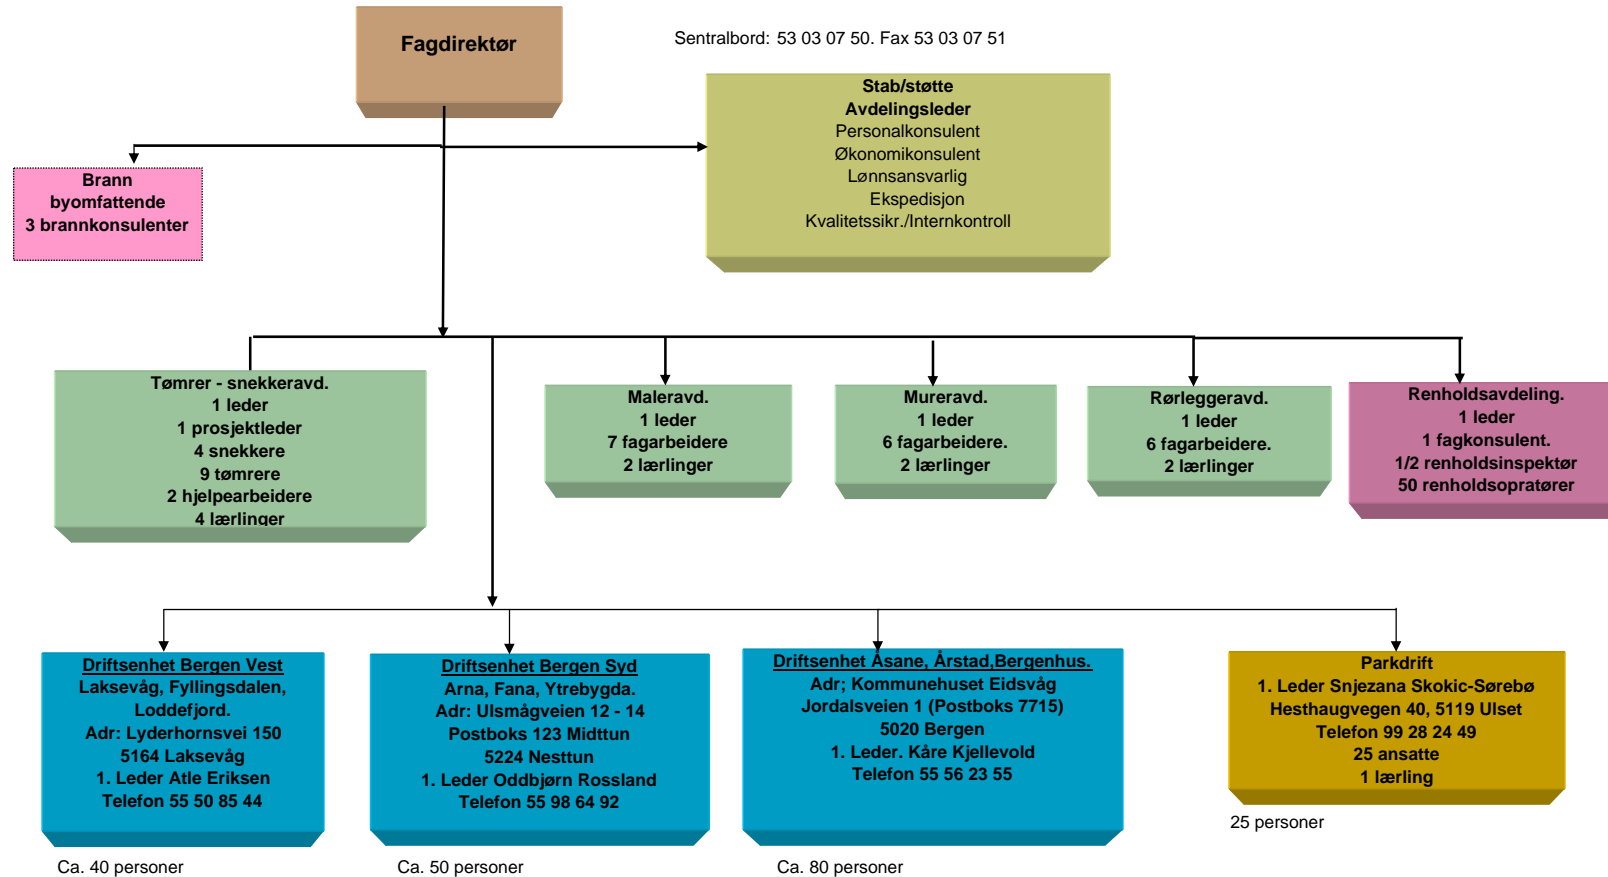 Fagdirektør
Sentralbord: 53 03 07 50. Fax 53 03 07 51
Stab/støtte
Avdelingsleder
Personalkonsulent
Økonomikonsulent
Lønnsansvarlig
Ekspedisjon
Kvalitetssikr./Internkontroll
Brann
byomfattende
3 brannkonsulenter
Tømrer - snekkeravd.
1 leder
1 prosjektleder
4 snekkere
9 tømrere
2 hjelpearbeidere
4 lærlinger
Maleravd.
1 leder
7 fagarbeidere
2 lærlinger
Mureravd.
1 leder
6 fagarbeidere.
2 lærlinger
Rørleggeravd.
1 leder
6 fagarbeidere.
2 lærlinger
Renholdsavdeling.
1 leder
1 fagkonsulent.
1/2 renholdsinspektør
50 renholdsopratører
Driftsenhet Bergen Vest
Laksevåg, Fyllingsdalen,
Loddefjord.
Adr: Lyderhornsvei 150
5164 Laksevåg
1. Leder Atle Eriksen
Telefon 55 50 85 44
Ca. 40 personer
Driftsenhet Bergen Syd
Arna, Fana, Ytrebygda.
Adr: Ulsmågveien 12 - 14
Postboks 123 Midttun
5224 Nesttun
1. Leder Oddbjørn Rossland
Telefon 55 98 64 92
Ca. 50 personer
Driftsenhet Åsane, Årstad,Bergenhus.
Adr; Kommunehuset Eidsvåg
Jordalsveien 1 (Postboks 7715)
5020 Bergen
1. Leder. Kåre Kjellevold
Telefon 55 56 23 55
Ca. 80 personer
Parkdrift
1. Leder Snjezana Skokic-Sørebø
Hesthaugvegen 40, 5119 Ulset
Telefon 99 28 24 49
25 ansatte
1 lærling
25 personer